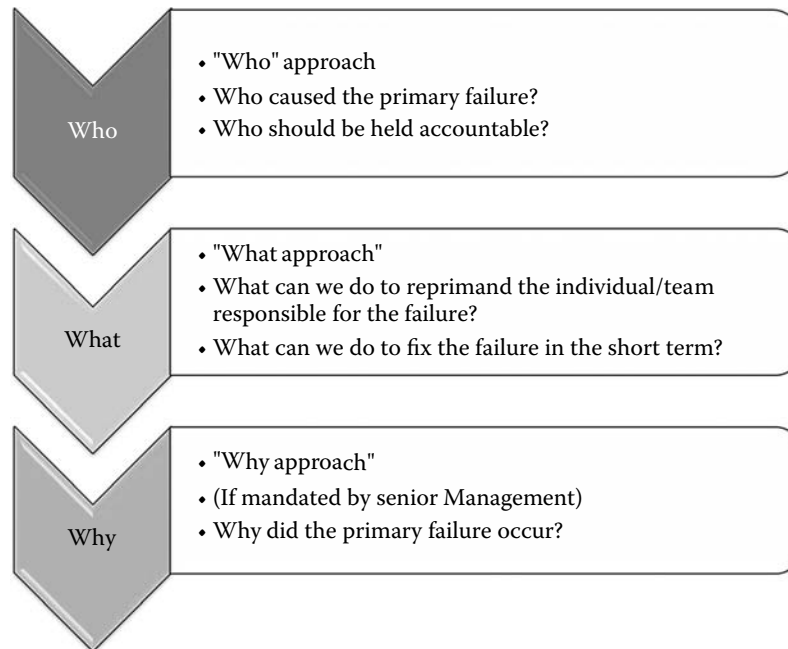 Who
• "Who" approach
• Who caused the primary failure?
• Who should be held accountable?
What
• "What approach"
• What can we do to reprimand the individual/team
responsible for the failure?
• What can we do to fix the failure in the short term?
Why
• "Why approach"
• (If mandated by senior Management)
• Why did the primary failure occur?